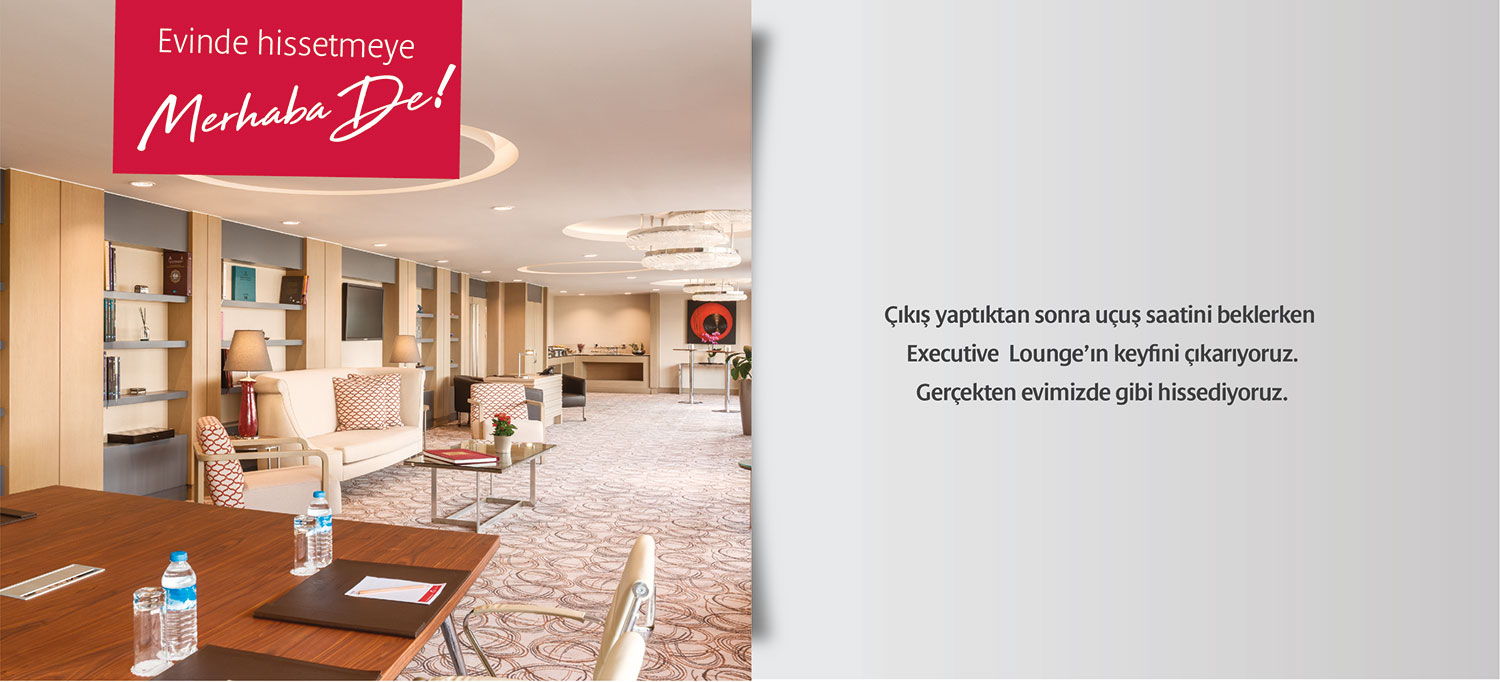 Evinde hissetmeye
Merhaba De!
Çıkış yaptıktan sonra uçuş saatini beklerken
Executive Lounge'ın keyfini çıkarıyoruz.
Gerçekten evimizde gibi hissediyoruz.